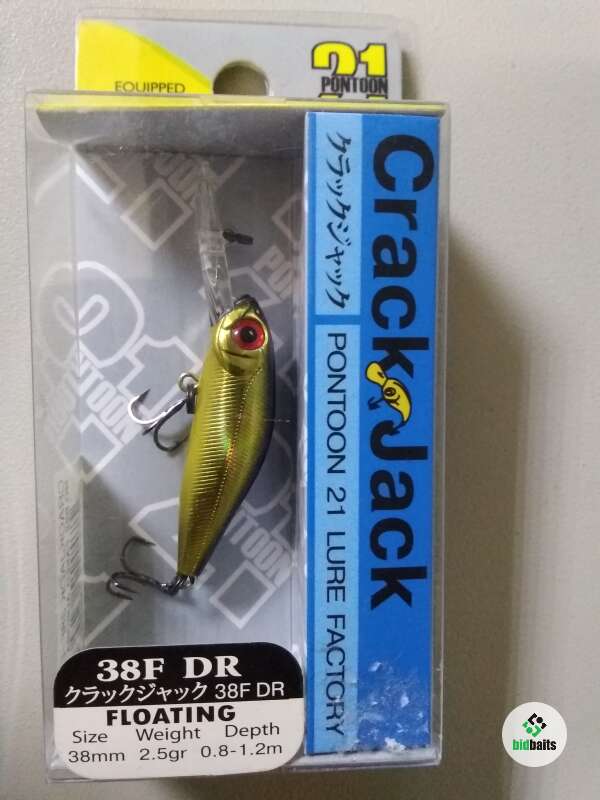 EQUIPPED
21
PONTOON
Crack Jack
クラックジャック
PONTOON 21 LURE FACTORY
38F DR
クラックジャック 38F DR
FLOATING
Size Weight Depth
38mm 2.5gr 0.8-1.2m
bidbaits